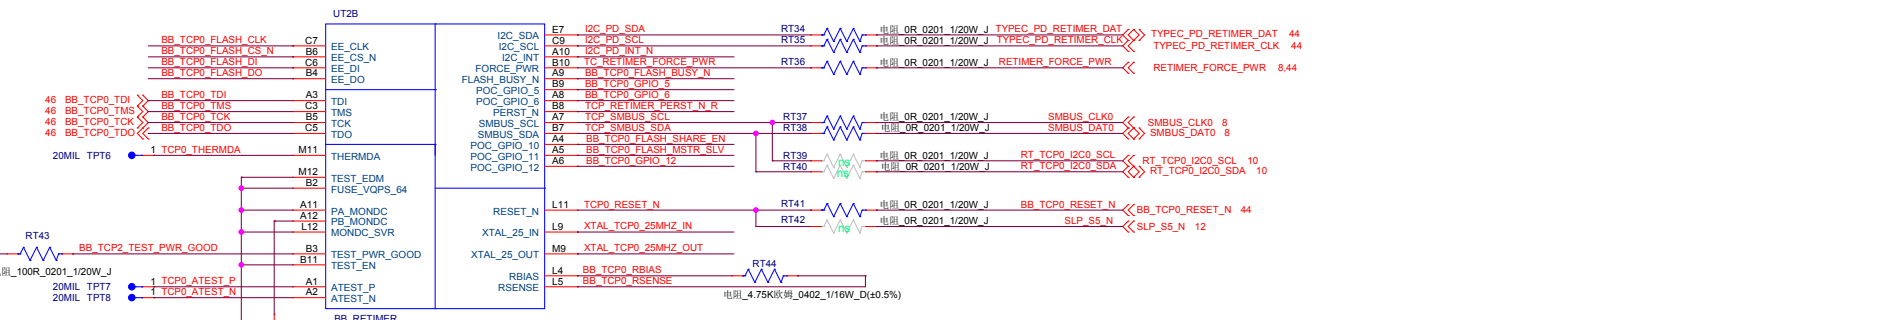 UT2B
BB_TCP0_FLASH_CLK C7 EE_CLK
BB_TCP0_FLASH_CS_N B6 EE_CS_N
BB_TCP0_FLASH_DI C6 EE_DI
BB_TCP0_FLASH_DO B4 EE_DO
46 BB_TCP0_TDI BB_TCP0_TDI A3 TDI
46 BB_TCP0_TMS BB_TCP0_TMS C3 TMS
46 BB_TCP0_TCK BB_TCP0_TCK B5 TCK
46 BB_TCP0_TDO BB_TCP0_TDO C5 TDO
20MIL TPT6 1 TCP0_THERMDA M11 THERMDA
M12 TEST_EDM
B2 FUSE_VQPS_64
A11 PA_MONDC
A12 PB_MONDC
L12 MONDC_SVR
RT43
BB_TCP2_TEST_PWR_GOOD B3 TEST_PWR_GOOD
B11 TEST_EN
阻_100R_0201_1/20W_J
20MIL TPT7 1 TCP0_ATEST_P A1 ATEST_P
20MIL TPT8 1 TCP0_ATEST_N A2 ATEST_N
BB_RETIMER
I2C_SDA E7 I2C_PD_SDA RT34 电阻_0R_0201_1/20W_J TYPEC_PD_RETIMER_DAT TYPEC_PD_RETIMER_DAT 44
I2C_SCL C9 I2C_PD_SCL RT35 电阻_0R_0201_1/20W_J TYPEC_PD_RETIMER_CLK TYPEC_PD_RETIMER_CLK 44
I2C_INT A10 I2C_PD_INT_N
FORCE_PWR B10 TC_RETIMER_FORCE_PWR RT36 电阻_0R_0201_1/20W_J RETIMER_FORCE_PWR RETIMER_FORCE_PWR 8,44
FLASH_BUSY_N A9 BB_TCP0_FLASH_BUSY_N
POC_GPIO_5 B9 BB_TCP0_GPIO_5
POC_GPIO_6 A8 BB_TCP0_GPIO_6
PERST_N B8 TCP_RETIMER_PERST_N_R
SMBUS_SCL A7 TCP_SMBUS_SCL RT37 电阻_0R_0201_1/20W_J SMBUS_CLK0 SMBUS_CLK0 8
SMBUS_SDA B7 TCP_SMBUS_SDA RT38 电阻_0R_0201_1/20W_J SMBUS_DAT0 SMBUS_DAT0 8
POC_GPIO_10 A4 BB_TCP0_FLASH_SHARE_EN
POC_GPIO_11 A5 BB_TCP0_FLASH_MSTR_SLV
POC_GPIO_12 A6 BB_TCP0_GPIO_12
RT39 ns 电阻_0R_0201_1/20W_J RT_TCP0_I2C0_SCL RT_TCP0_I2C0_SCL 10
RT40 ns 电阻_0R_0201_1/20W_J RT_TCP0_I2C0_SDA RT_TCP0_I2C0_SDA 10
RESET_N L11 TCP0_RESET_N RT41 电阻_0R_0201_1/20W_J BB_TCP0_RESET_N BB_TCP0_RESET_N 44
RT42 ns 电阻_0R_0201_1/20W_J SLP_S5_N SLP_S5_N 12
XTAL_25_IN L9 XTAL_TCP0_25MHZ_IN
XTAL_25_OUT M9 XTAL_TCP0_25MHZ_OUT
RBIAS L4 BB_TCP0_RBIAS RT44
RSENSE L5 BB_TCP0_RSENSE
电阻_4.75K欧姆_0402_1/16W_D(±0.5%)